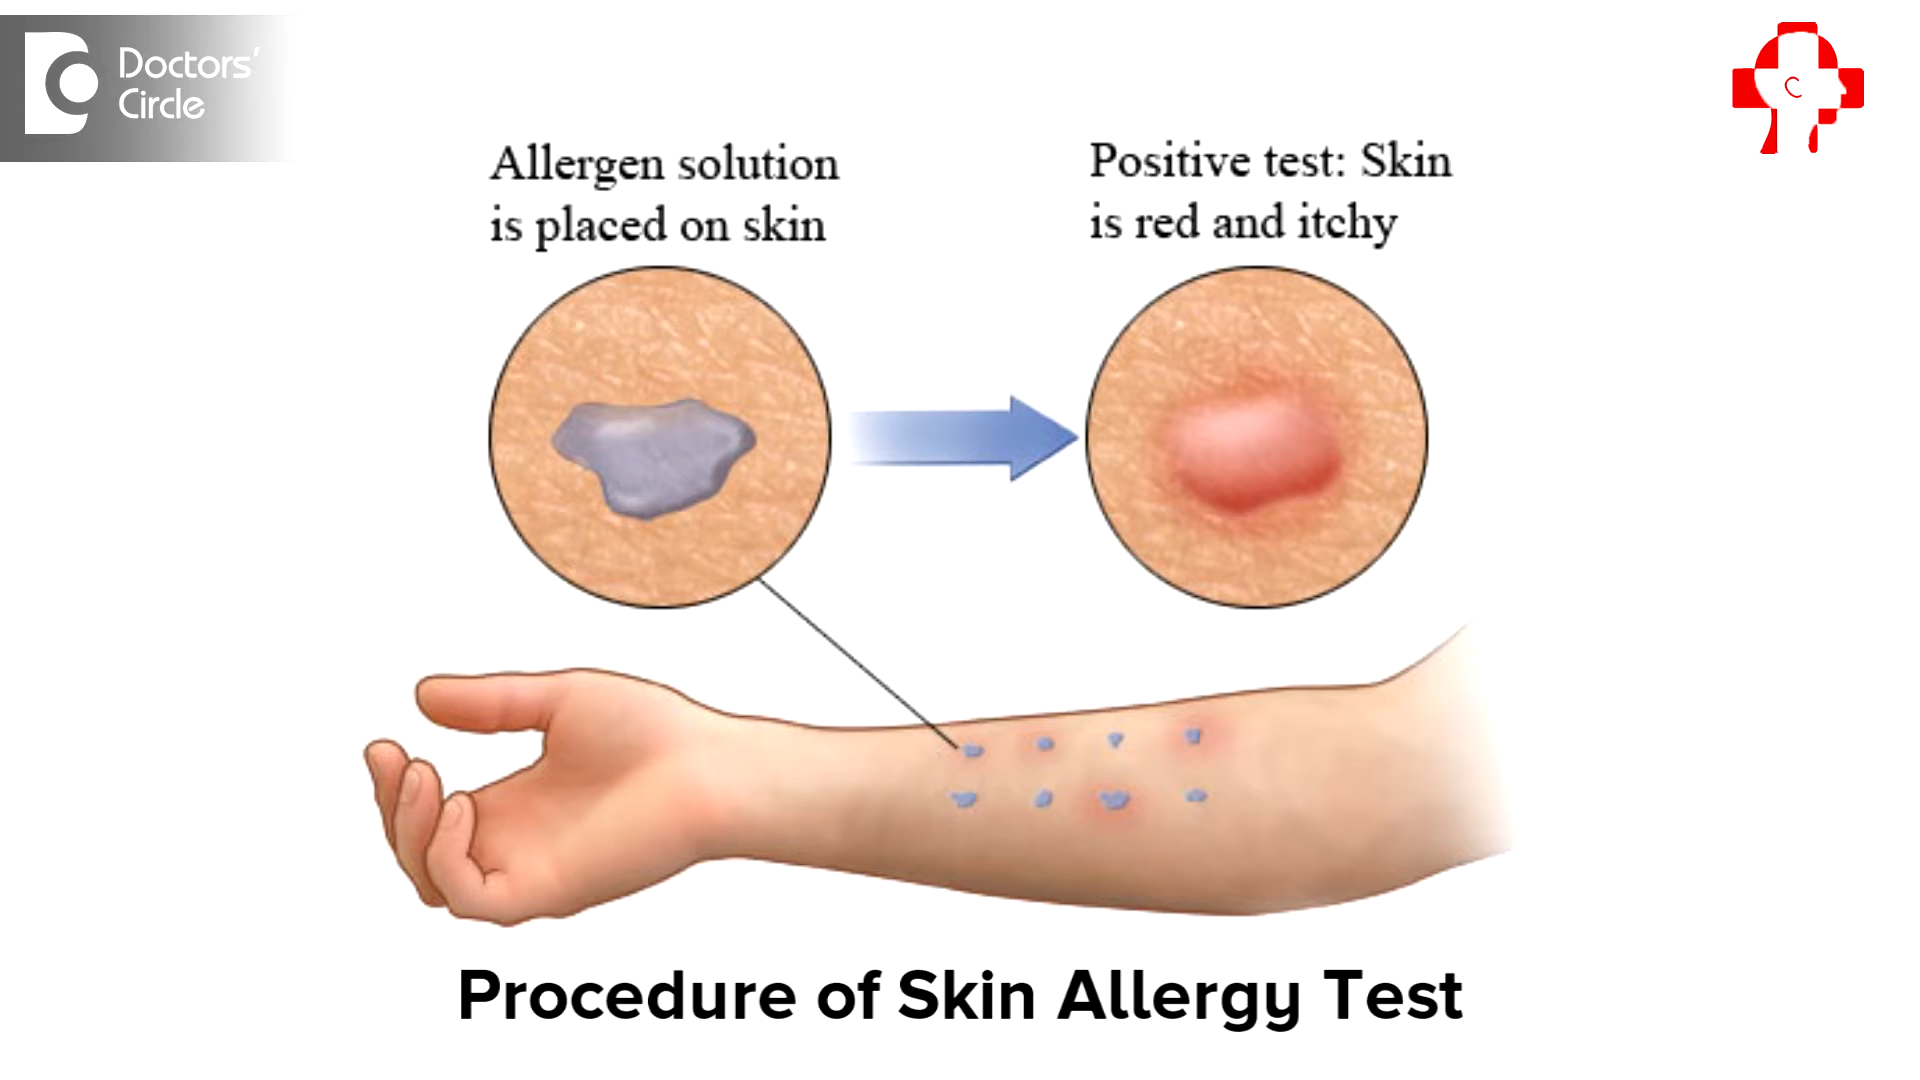 Doctors'
Circle
Allergen solution
is placed on skin
Positive test: Skin
is red and itchy
Procedure of Skin Allergy Test